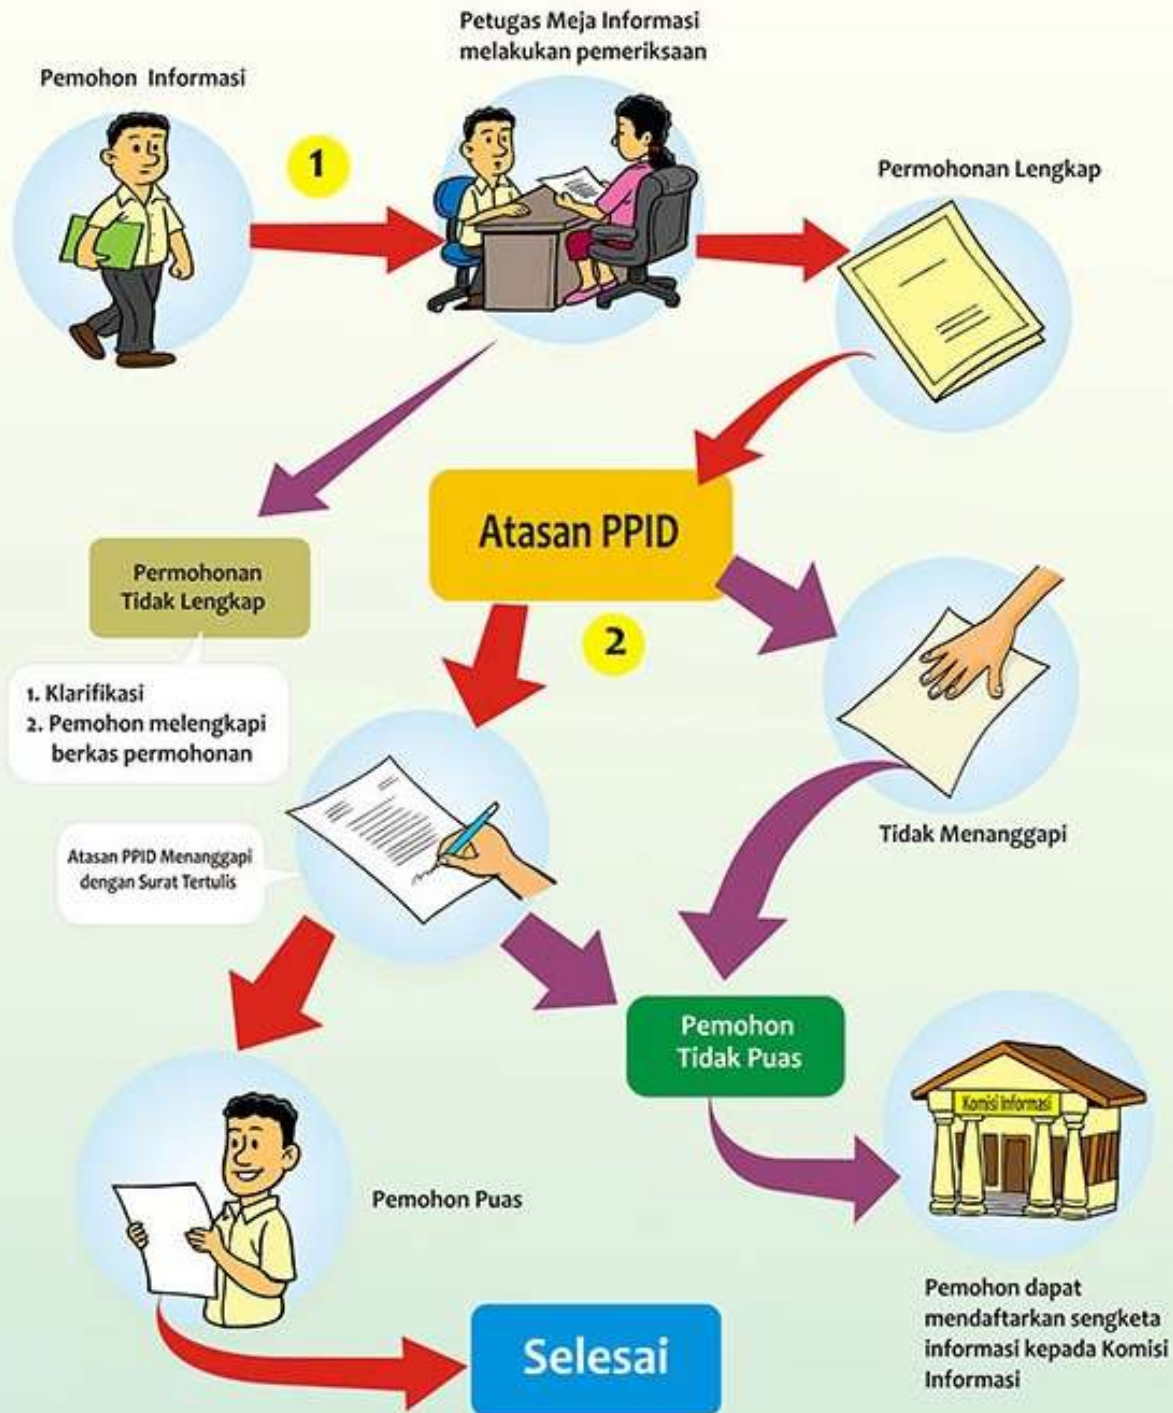 Petugas Meja Informasi
melakukan pemeriksaan
Pemohon Informasi
1
Permohonan Lengkap
Atasan PPID
Permohonan
Tidak Lengkap
2
1. Klarifikasi
2. Pemohon melengkapi
berkas permohonan
Tidak Menanggapi
Atasan PPID Menanggapi
dengan Surat Tertulis
Pemohon
Tidak Puas
Komisi Informasi
Pemohon Puas
Pemohon dapat
mendaftarkan sengketa
informasi kepada Komisi
Informasi
Selesai